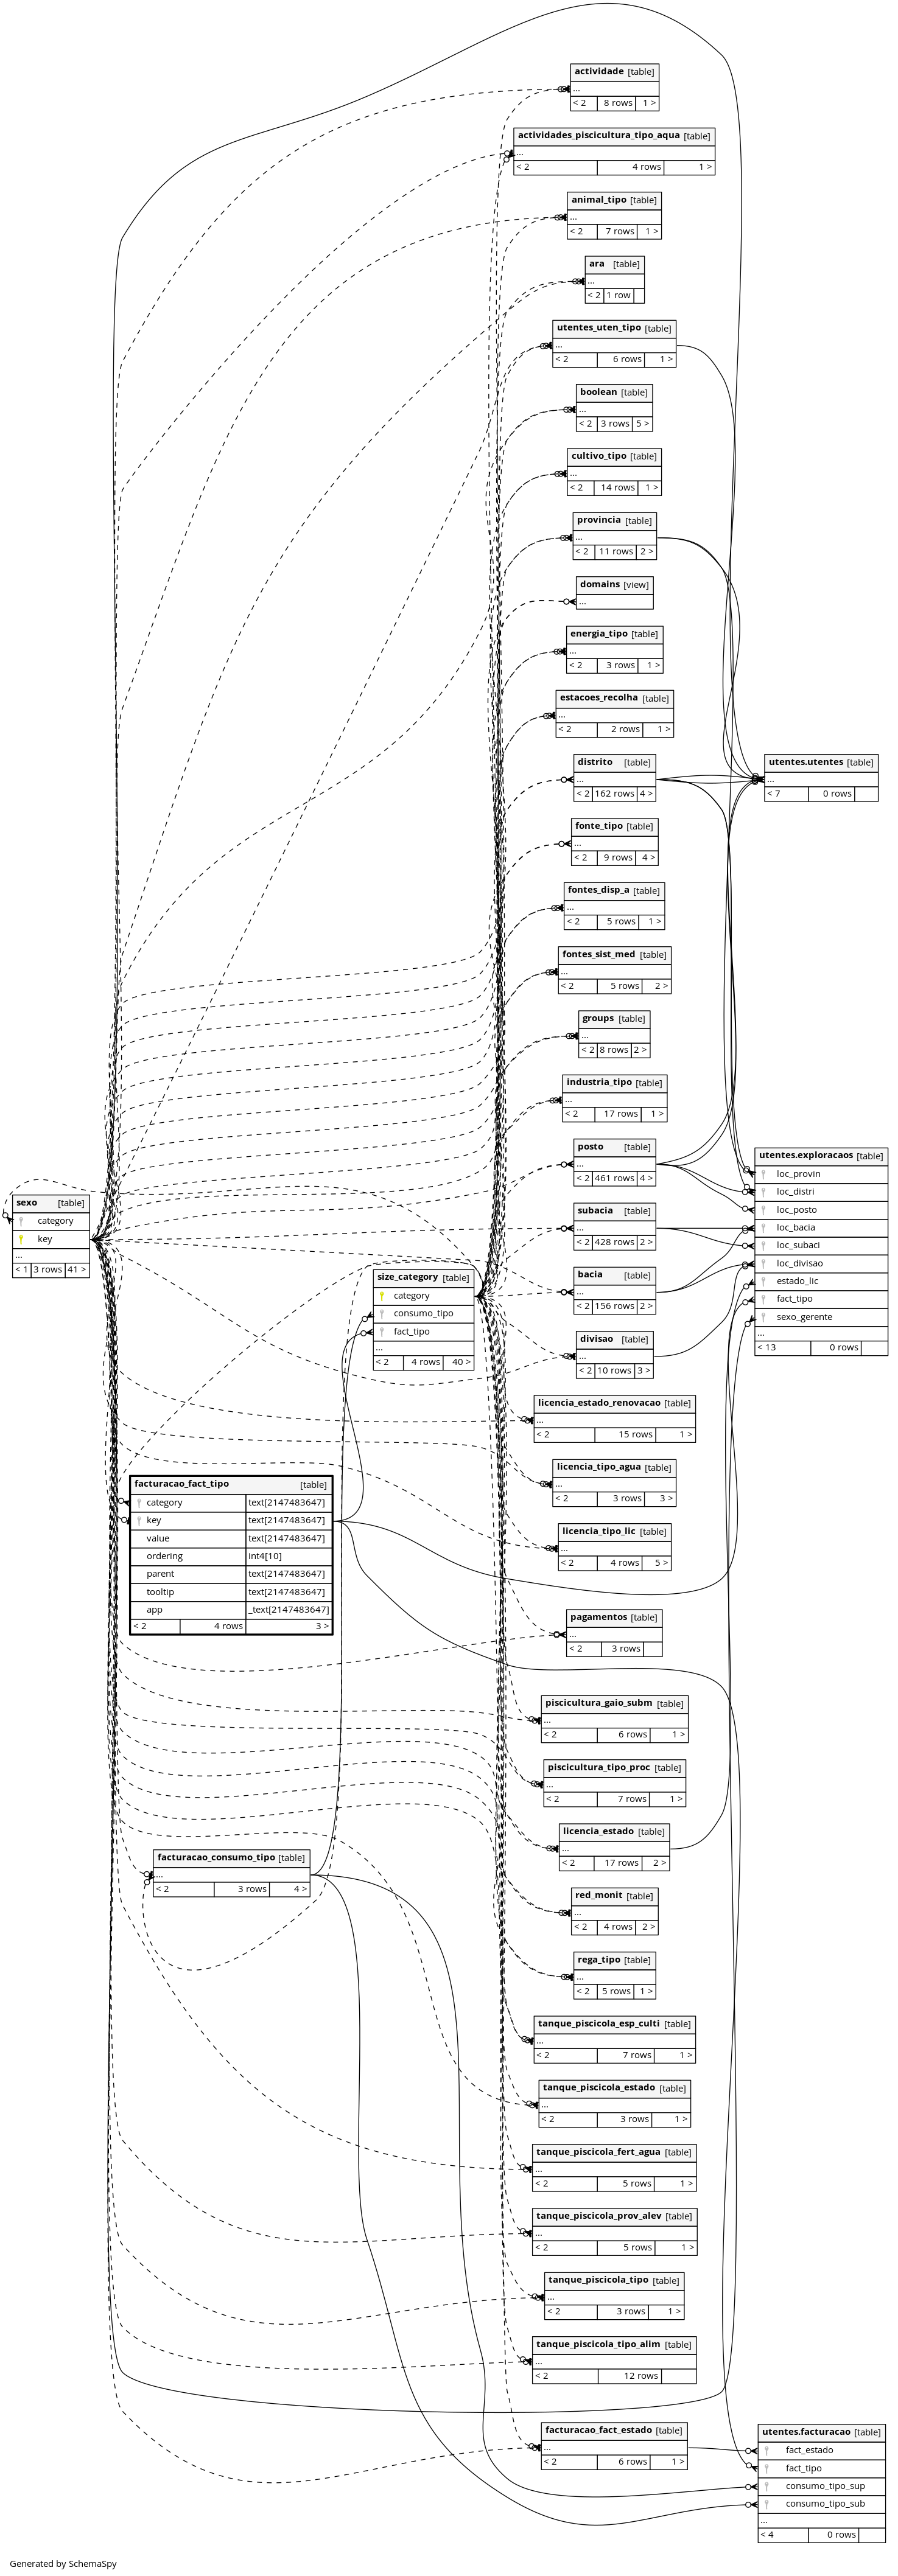 actividade [table]
...
< 2 8 rows 1 >
actividades_piscicultura_tipo_aqua [table]
...
< 2 4 rows 1 >
animal_tipo [table]
...
< 2 7 rows 1 >
ara [table]
...
< 2 1 row
utentes_uten_tipo [table]
...
< 2 6 rows 1 >
boolean [table]
...
< 2 3 rows 5 >
cultivo_tipo [table]
...
< 2 14 rows 1 >
provincia [table]
...
< 2 11 rows 2 >
domains [view]
...
energia_tipo [table]
...
< 2 3 rows 1 >
estacoes_recolha [table]
...
< 2 2 rows 1 >
distrito [table]
...
< 2 162 rows 4 >
utentes.utentes [table]
...
< 7 0 rows
fonte_tipo [table]
...
< 2 9 rows 4 >
fontes_disp_a [table]
...
< 2 5 rows 1 >
fontes_sist_med [table]
...
< 2 5 rows 2 >
groups [table]
...
< 2 8 rows 2 >
industria_tipo [table]
...
< 2 17 rows 1 >
posto [table]
...
< 2 461 rows 4 >
utentes.exploracaos [table]
loc_provin
loc_distri
loc_posto
loc_bacia
loc_subaci
loc_divisao
estado_lic
fact_tipo
sexo_gerente
...
< 13 0 rows
sexo [table]
category
key
...
< 1 3 rows 41 >
subacia [table]
...
< 2 428 rows 2 >
size_category [table]
category
consumo_tipo
fact_tipo
...
< 2 4 rows 40 >
bacia [table]
...
< 2 156 rows 2 >
divisao [table]
...
< 2 10 rows 3 >
licencia_estado_renovacao [table]
...
< 2 15 rows 1 >
licencia_tipo_agua [table]
...
< 2 3 rows 3 >
facturacao_fact_tipo [table]
category text[2147483647]
key text[2147483647]
value text[2147483647]
ordering int4[10]
parent text[2147483647]
tooltip text[2147483647]
app _text[2147483647]
< 2 4 rows 3 >
licencia_tipo_lic [table]
...
< 2 4 rows 5 >
pagamentos [table]
...
< 2 3 rows
piscicultura_gaio_subm [table]
...
< 2 6 rows 1 >
piscicultura_tipo_proc [table]
...
< 2 7 rows 1 >
licencia_estado [table]
...
< 2 17 rows 2 >
facturacao_consumo_tipo [table]
...
< 2 3 rows 4 >
red_monit [table]
...
< 2 4 rows 2 >
rega_tipo [table]
...
< 2 5 rows 1 >
tanque_piscicola_esp_culti [table]
...
< 2 7 rows 1 >
tanque_piscicola_estado [table]
...
< 2 3 rows 1 >
tanque_piscicola_fert_agua [table]
...
< 2 5 rows 1 >
tanque_piscicola_prov_alev [table]
...
< 2 5 rows 1 >
tanque_piscicola_tipo [table]
...
< 2 3 rows 1 >
tanque_piscicola_tipo_alim [table]
...
< 2 12 rows
facturacao_fact_estado [table]
...
< 2 6 rows 1 >
utentes.facturacao [table]
fact_estado
fact_tipo
consumo_tipo_sup
consumo_tipo_sub
...
< 4 0 rows
Generated by SchemaSpy